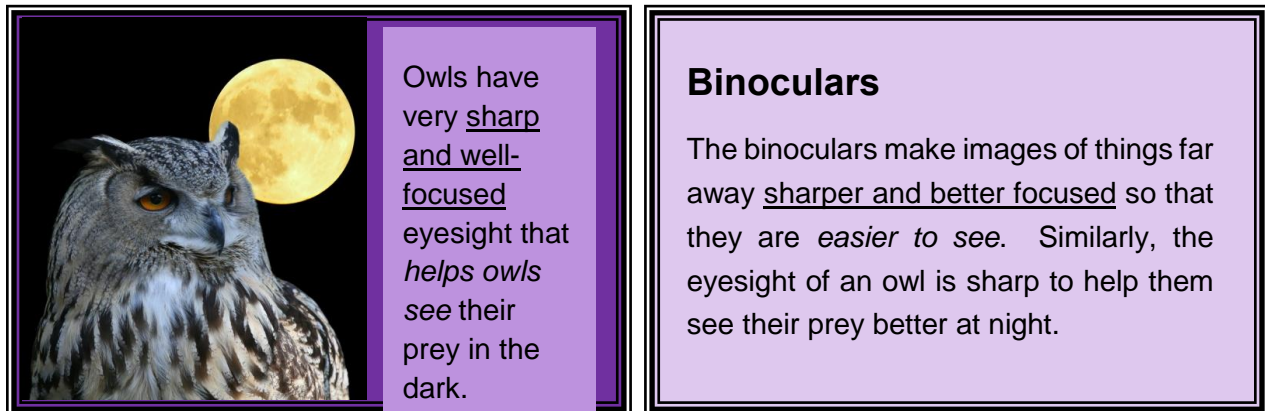 Owls have
very sharp
and well-
focused
eyesight that
helps owls
see their
prey in the
dark.
Binoculars
The binoculars make images of things far
away sharper and better focused so that
they are easier to see. Similarly, the
eyesight of an owl is sharp to help them
see their prey better at night.